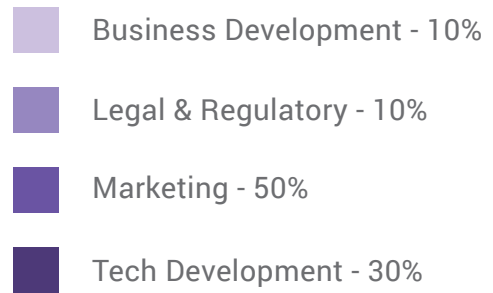 Business Development - 10%
Legal & Regulatory - 10%
Marketing - 50%
Tech Development - 30%